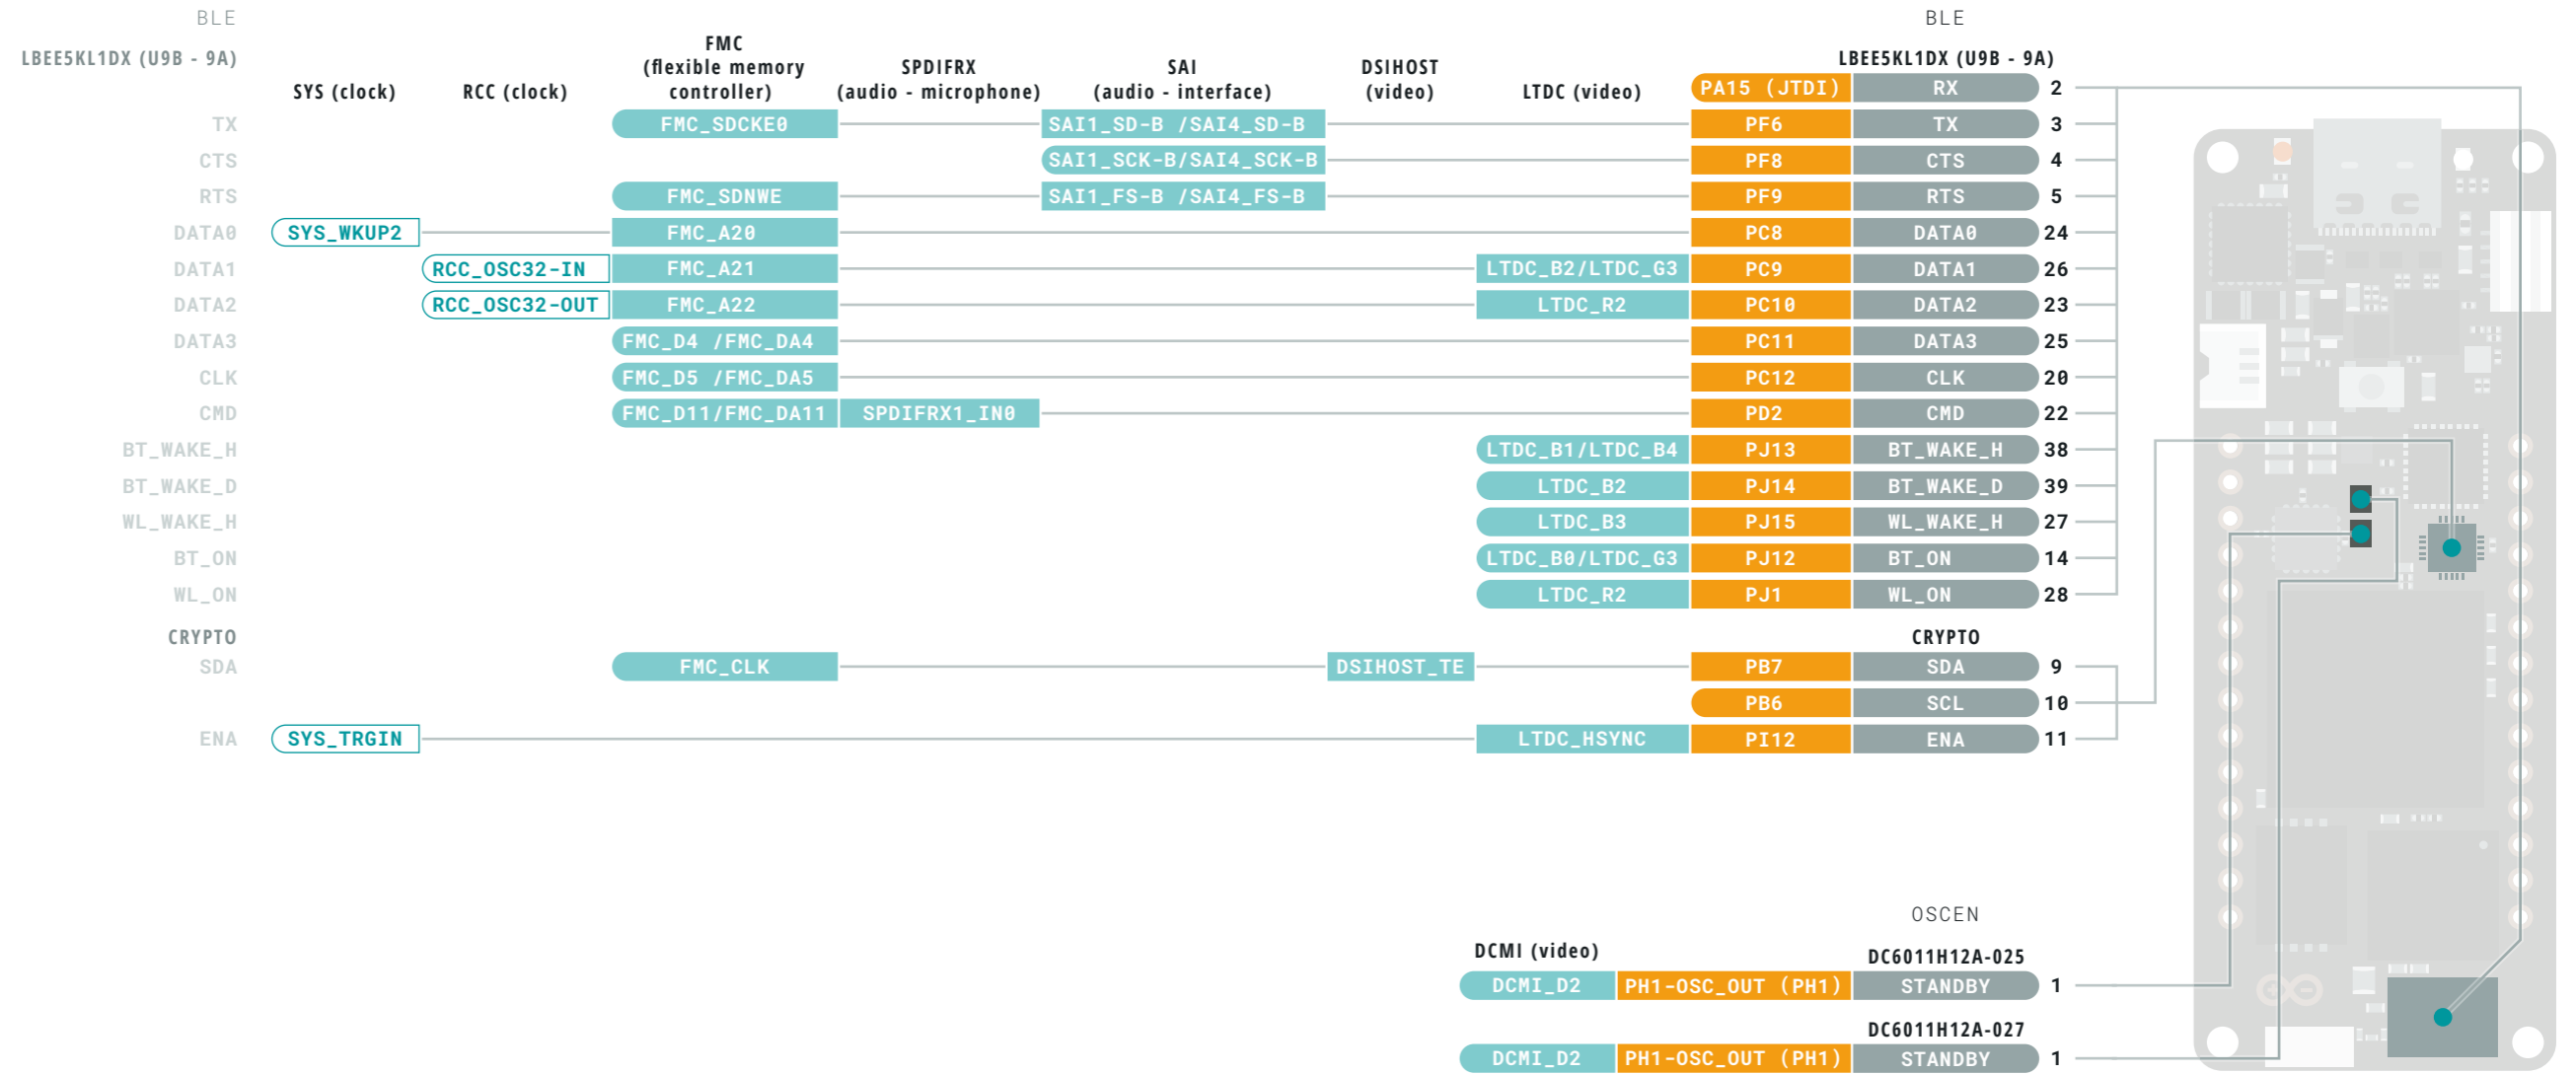 BLE BLE
LBEE5KL1DX (U9B - 9A) LBEE5KL1DX (U9B - 9A)
SYS (clock) RCC (clock) FMC (flexible memory controller) SPDIFRX (audio - microphone) SAI (audio - interface) DSIHOST (video) LTDC (video)
PA15 (JTDI) RX 2
TX FMC_SDCKE0 SAI1_SD-B /SAI4_SD-B PF6 TX 3
CTS SAI1_SCK-B/SAI4_SCK-B PF8 CTS 4
RTS FMC_SDNWE SAI1_FS-B /SAI4_FS-B PF9 RTS 5
DATA0 SYS_WKUP2 FMC_A20 PC8 DATA0 24
DATA1 RCC_OSC32-IN FMC_A21 LTDC_B2/LTDC_G3 PC9 DATA1 26
DATA2 RCC_OSC32-OUT FMC_A22 LTDC_R2 PC10 DATA2 23
DATA3 FMC_D4 /FMC_DA4 PC11 DATA3 25
CLK FMC_D5 /FMC_DA5 PC12 CLK 20
CMD FMC_D11/FMC_DA11 SPDIFRX1_IN0 PD2 CMD 22
BT_WAKE_H LTDC_B1/LTDC_B4 PJ13 BT_WAKE_H 38
BT_WAKE_D LTDC_B2 PJ14 BT_WAKE_D 39
WL_WAKE_H LTDC_B3 PJ15 WL_WAKE_H 27
BT_ON LTDC_B0/LTDC_G3 PJ12 BT_ON 14
WL_ON LTDC_R2 PJ1 WL_ON 28
CRYPTO CRYPTO
SDA FMC_CLK DSIHOST_TE PB7 SDA 9
PB6 SCL 10
ENA SYS_TRGIN LTDC_HSYNC PI12 ENA 11
OSCEN
DCMI (video) DC6011H12A-025
DCMI_D2 PH1-OSC_OUT (PH1) STANDBY 1
DC6011H12A-027
DCMI_D2 PH1-OSC_OUT (PH1) STANDBY 1